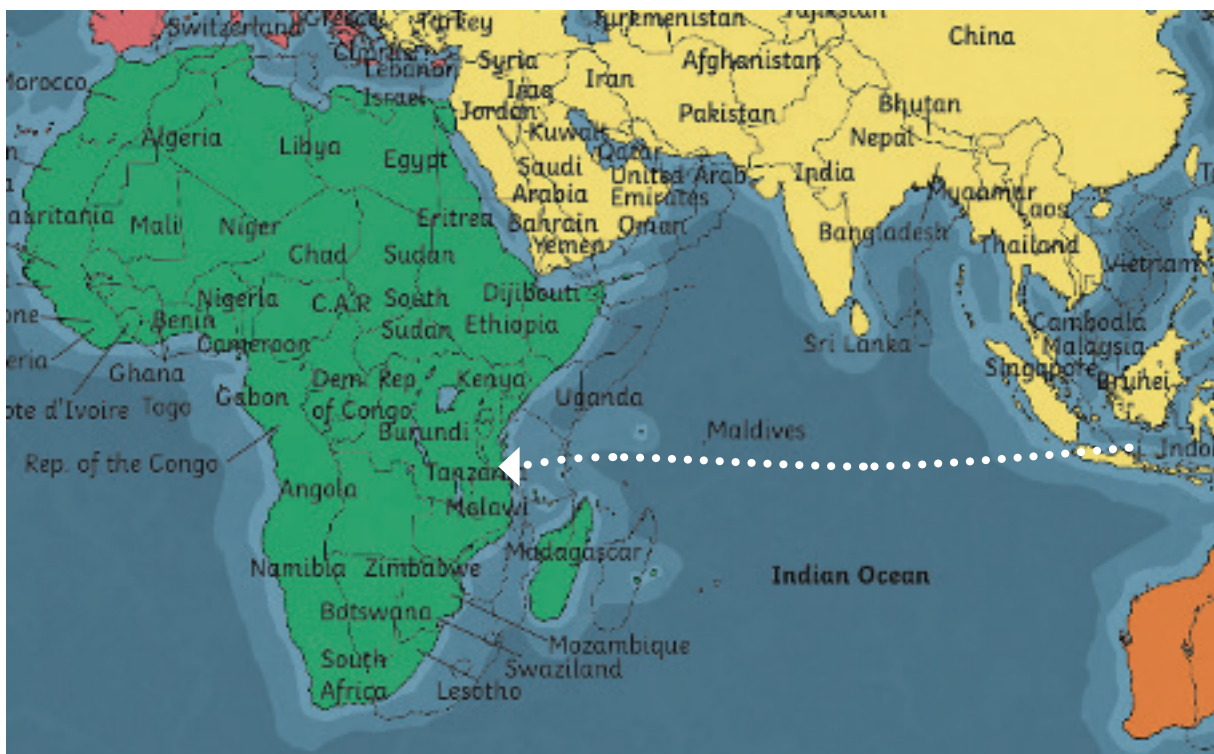 Switzerland
Greece
Turkey
Turkmenistan
Tajikistan
China
Cyprus
Lebanon
Syria
Afghanistan
Morocco
Israel
Iraq
Iran
Jordan
Pakistan
Bhutan
Algeria
Libya
Egypt
Kuwait
Qatar
Nepal
Saudi
Arabia
United Arab
Emirates
India
Myanmar
Laos
Mali
Niger
Eritrea
Bahrain
Oman
Yemen
Bangladesh
Thailand
Vietnam
Chad
Sudan
Nigeria
C.A.R
South
Sudan
Dijibouti
Ethiopia
Benin
Cameroon
Sri Lanka
Cambodia
Malaysia
Singapore
Ghana
Gabon
Dem. Rep
of Congo
Kenya
Uganda
Togo
Burundi
Maldives
Rep. of the Congo
Tanzania
Angola
Malawi
Madagascar
Namibia
Zimbabwe
Indian Ocean
Botswana
Mozambique
Swaziland
South
Africa
Lesotho